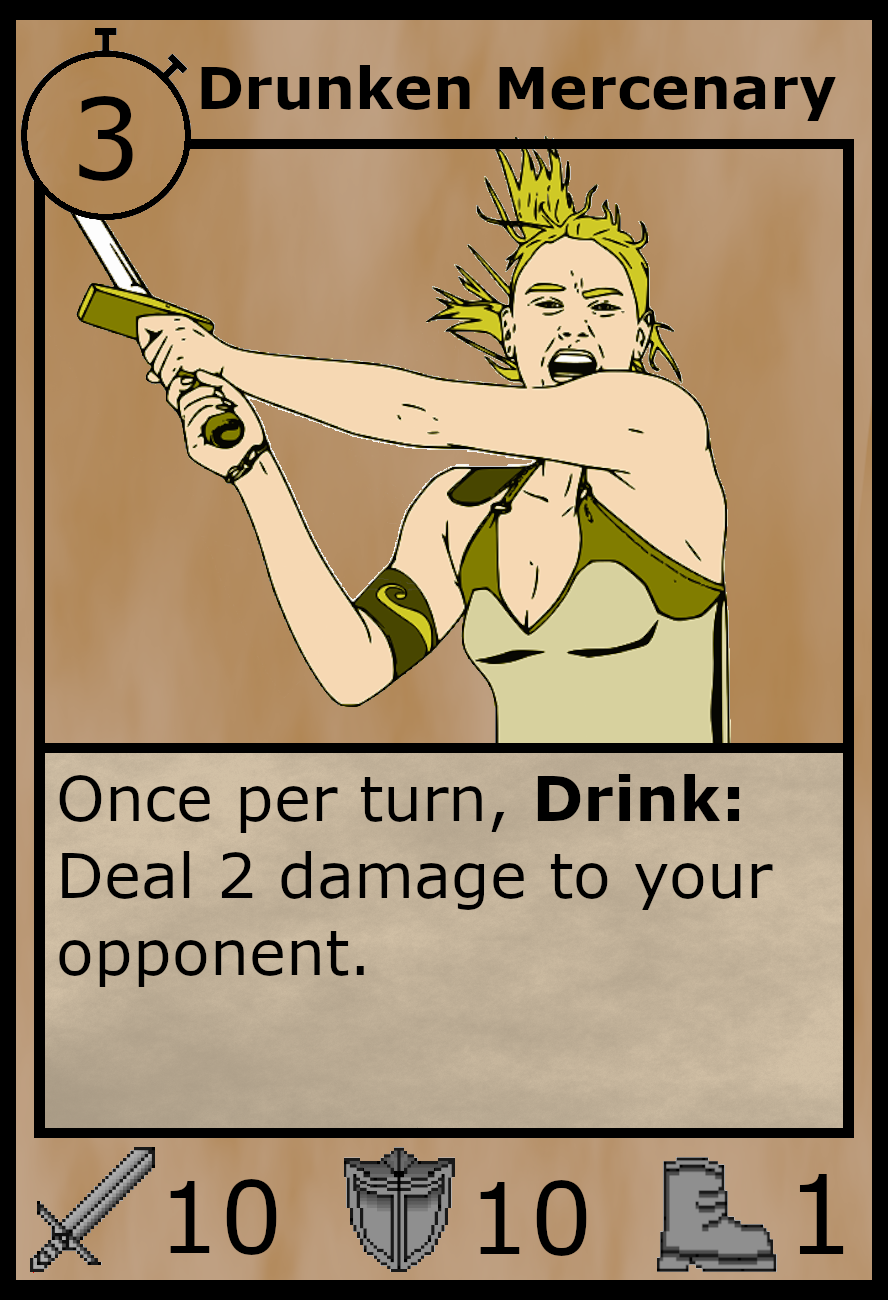 3
Drunken Mercenary
Once per turn, Drink:
Deal 2 damage to your
opponent.
10 10 1